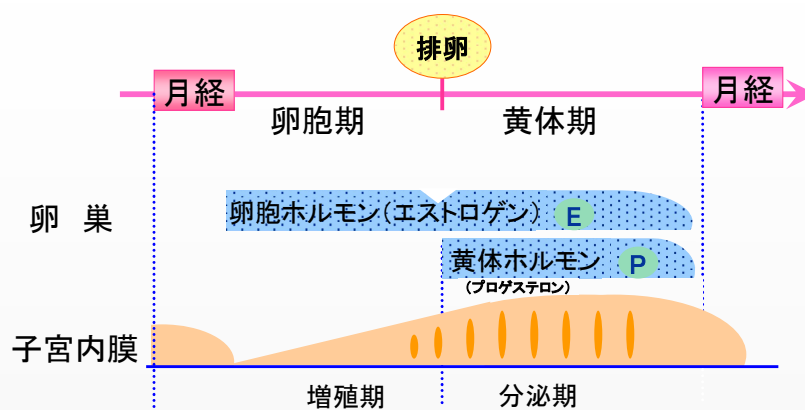 排卵
月経
月経
卵胞期
黄体期
卵 巣
卵胞ホルモン(エストロゲン) E
黄体ホルモン P
(プロゲステロン)
子宮内膜
増殖期
分泌期